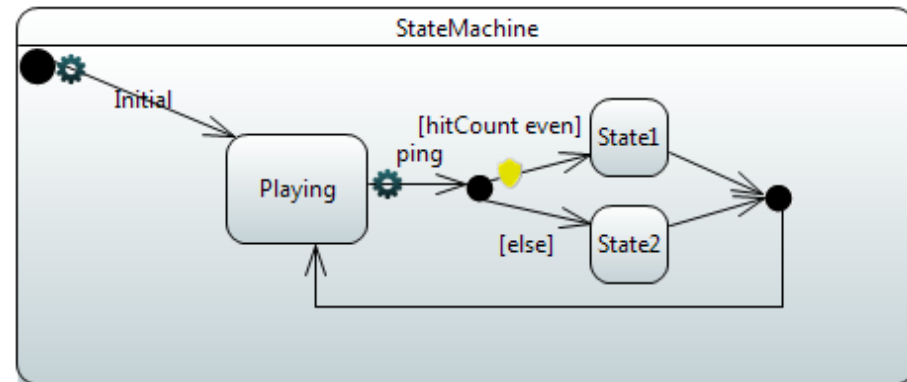 StateMachine
Initial
[hitCount even]
State1
ping
Playing
[else]
State2